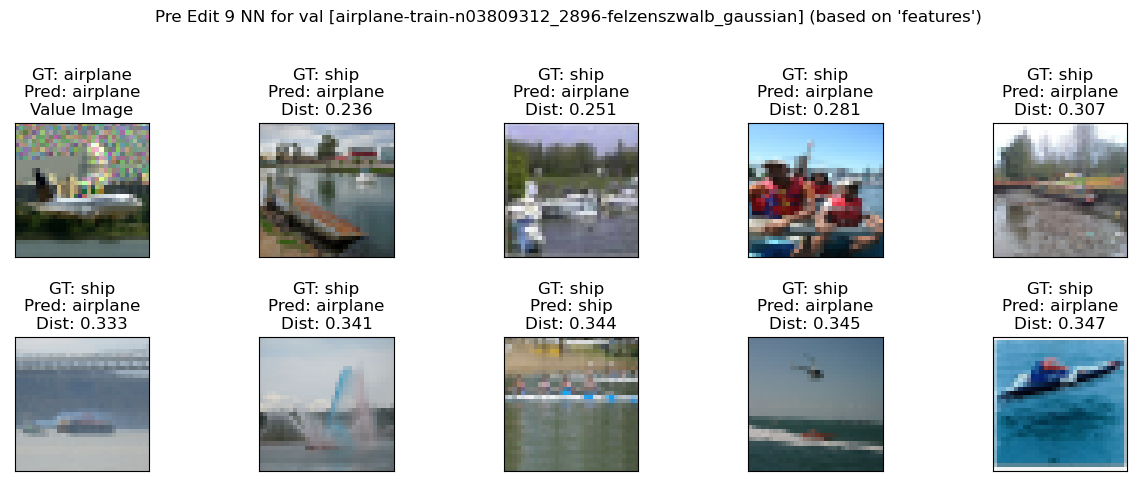 Pre Edit 9 NN for val [airplane-train-n03809312_2896-felzenszwalb_gaussian] (based on 'features')
GT: airplane
Pred: airplane
Value Image
GT: ship
Pred: airplane
Dist: 0.236
GT: ship
Pred: airplane
Dist: 0.251
GT: ship
Pred: airplane
Dist: 0.281
GT: ship
Pred: airplane
Dist: 0.307
GT: ship
Pred: airplane
Dist: 0.333
GT: ship
Pred: airplane
Dist: 0.341
GT: ship
Pred: ship
Dist: 0.344
GT: ship
Pred: airplane
Dist: 0.345
GT: ship
Pred: airplane
Dist: 0.347